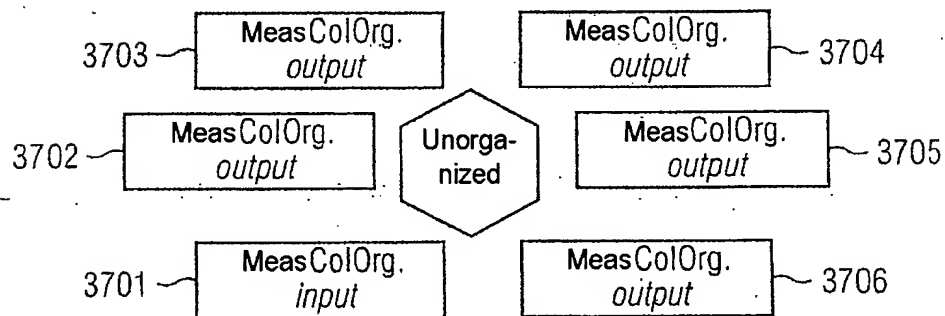 3703
MeasColOrg.
output
MeasColOrg.
output
3704
3702
MeasColOrg.
output
Unorga-
nized
MeasColOrg.
output
3705
3701
MeasColOrg.
input
MeasColOrg.
output
3706